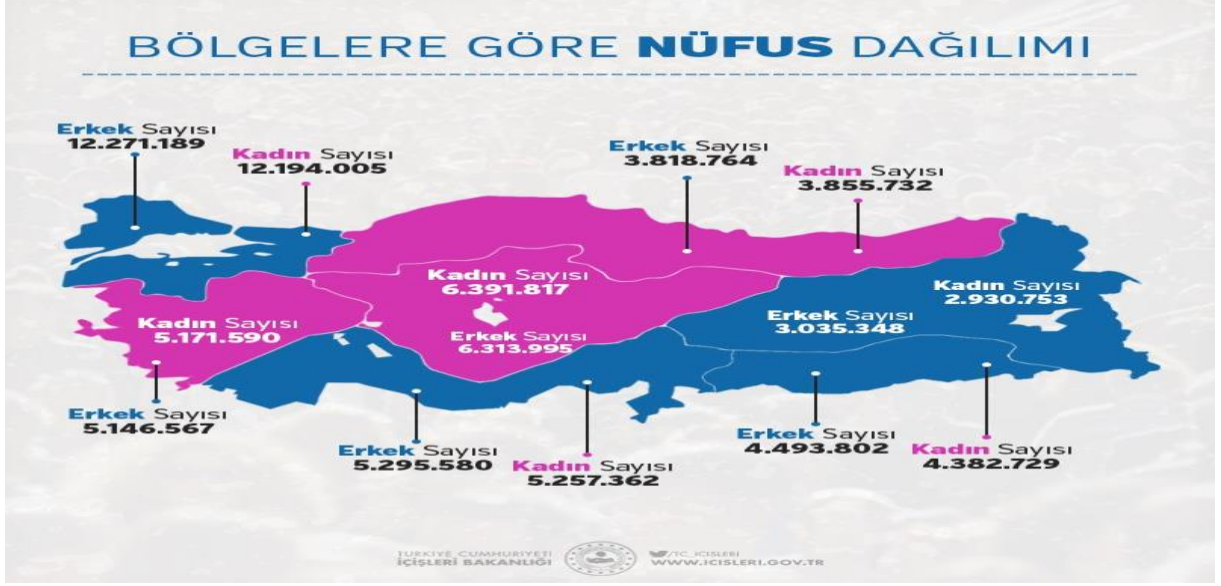 BÖLGELERE GÖRE NÜFUS DAĞILIMI
Erkek Sayısı
12.271.189
Kadın Sayısı
12.194.005
Erkek Sayısı
3.818.764
Kadın Sayısı
3.855.732
Kadın Sayısı
6.391.817
Kadın Sayısı
2.930.753
Kadın Sayısı
5.171.590
Erkek Sayısı
6.313.995
Erkek Sayısı
3.035.348
Erkek Sayısı
5.146.567
Erkek Sayısı
5.295.580
Kadın Sayısı
5.257.362
Erkek Sayısı
4.493.802
Kadın Sayısı
4.382.729
TÜRKİYE CUMHURİYETİ
İÇİŞLERİ BAKANLIĞI
/TC_ICISLERI
WWW.ICISLERI.GOV.TR